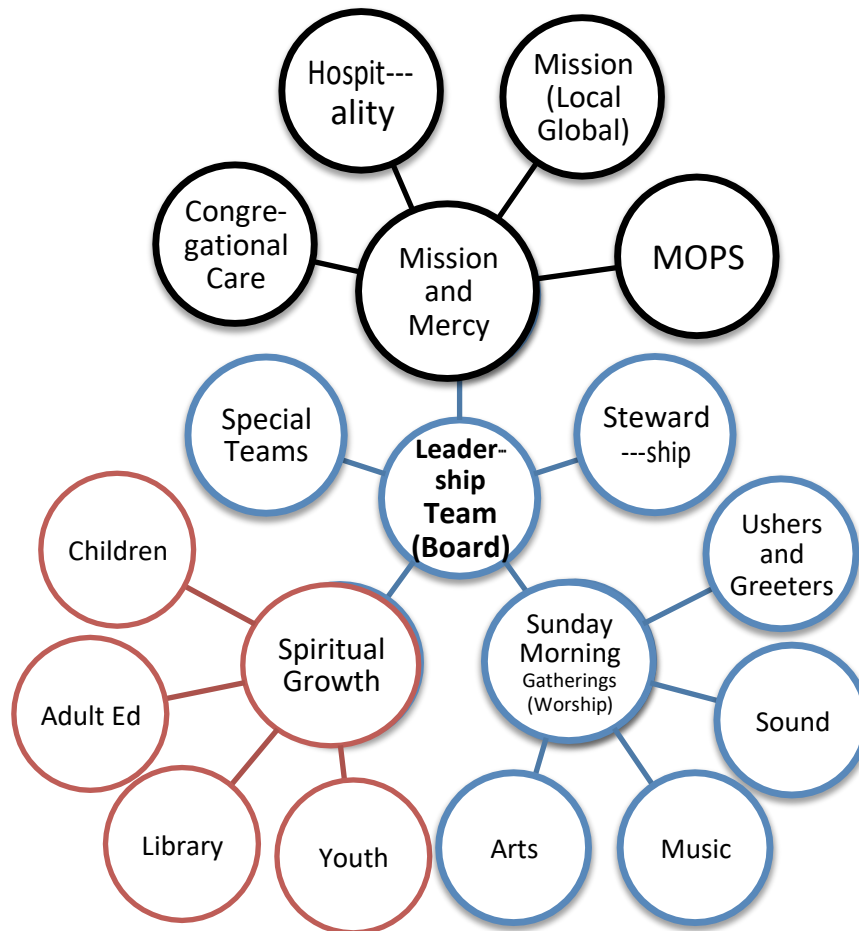 Hospit---
ality
Mission
(Local
Global)
Congre-
gational
Care
Mission
and
Mercy
MOPS
Special
Teams
Leader--
ship
Team
(Board)
Steward
---ship
Children
Ushers
and
Greeters
Spiritual
Growth
Sunday
Morning
Gatherings
(Worship)
Adult Ed
Sound
Library
Youth
Arts
Music